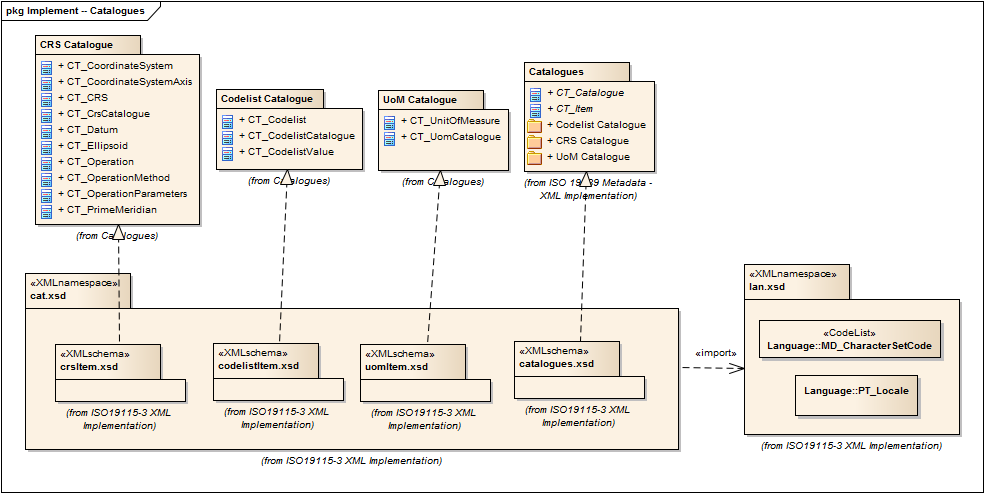 pkg Implement -- Catalogues
CRS Catalogue
+ CT_CoordinateSystem
+ CT_CoordinateSystemAxis
+ CT_CRS
+ CT_CrsCatalogue
+ CT_Datum
+ CT_Ellipsoid
+ CT_Operation
+ CT_OperationMethod
+ CT_OperationParameters
+ CT_PrimeMeridian
(from Catalogues)
Codelist Catalogue
+ CT_Codelist
+ CT_CodelistCatalogue
+ CT_CodelistValue
(from Catalogues)
UoM Catalogue
+ CT_UnitOfMeasure
+ CT_UomCatalogue
(from Catalogues)
Catalogues
+ CT_Catalogue
+ CT_Item
+ Codelist Catalogue
+ CRS Catalogue
+ UoM Catalogue
(from ISO 19139 Metadata -
XML Implementation)
«XMLnamespace»
cat.xsd
«XMLschema»
crsItem.xsd
(from ISO19115-3 XML
Implementation)
«XMLschema»
codelistItem.xsd
(from ISO19115-3 XML
Implementation)
«XMLschema»
uomItem.xsd
(from ISO19115-3 XML
Implementation)
«XMLschema»
catalogues.xsd
(from ISO19115-3 XML
Implementation)
(from ISO19115-3 XML Implementation)
«import»
«XMLnamespace»
lan.xsd
«CodeList»
Language::MD_CharacterSetCode
Language::PT_Locale
(from ISO19115-3 XML Implementation)